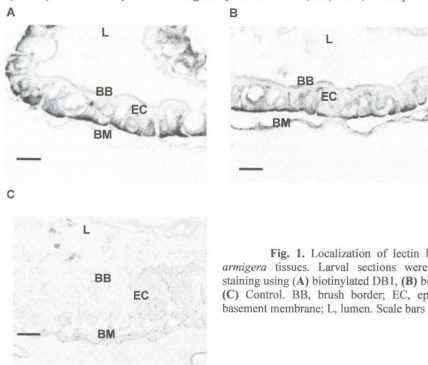 A
B
L
L
BB
BB
EC
EC
BM
BM
C
L
Fig. 1. Localization of lectin b
armigera tissues. Larval sections were
staining using (A) biotinylated DB1, (B) bi
(C) Control. BB, brush border; EC, ep
basement membrane; L, lumen. Scale bars
BB
EC
BM